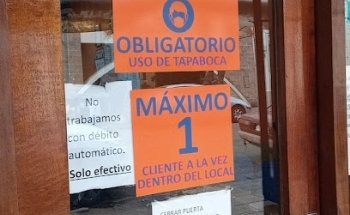 OBLIGATORIO
USO DE TAPABOCA
No
trabajamos
con debito
automático.
Solo efectivo
MÁXIMO
1
CLIENTE A LA VEZ
DENTRO DEL LOCAL
CERRAR PUERTA